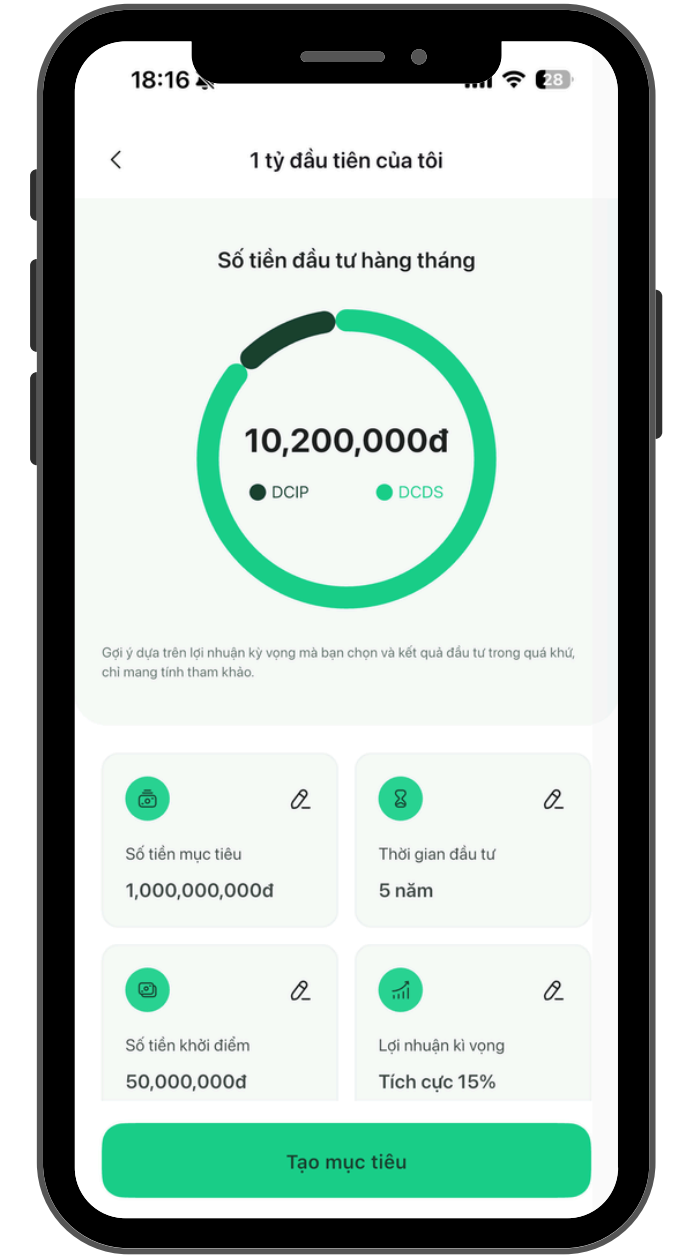 18:16
28
1 tỷ đầu tiên của tôi
Số tiền đầu tư hàng tháng
10,200,000đ
DCIP
DCDS
Gợi ý dựa trên lợi nhuận kỳ vọng mà bạn chọn và kết quả đầu tư trong quá khứ,
chỉ mang tính tham khảo.
Số tiền mục tiêu
1,000,000,000đ
Thời gian đầu tư
5 năm
Số tiền khởi điểm
50,000,000đ
Lợi nhuận kì vọng
Tích cực 15%
Tạo mục tiêu